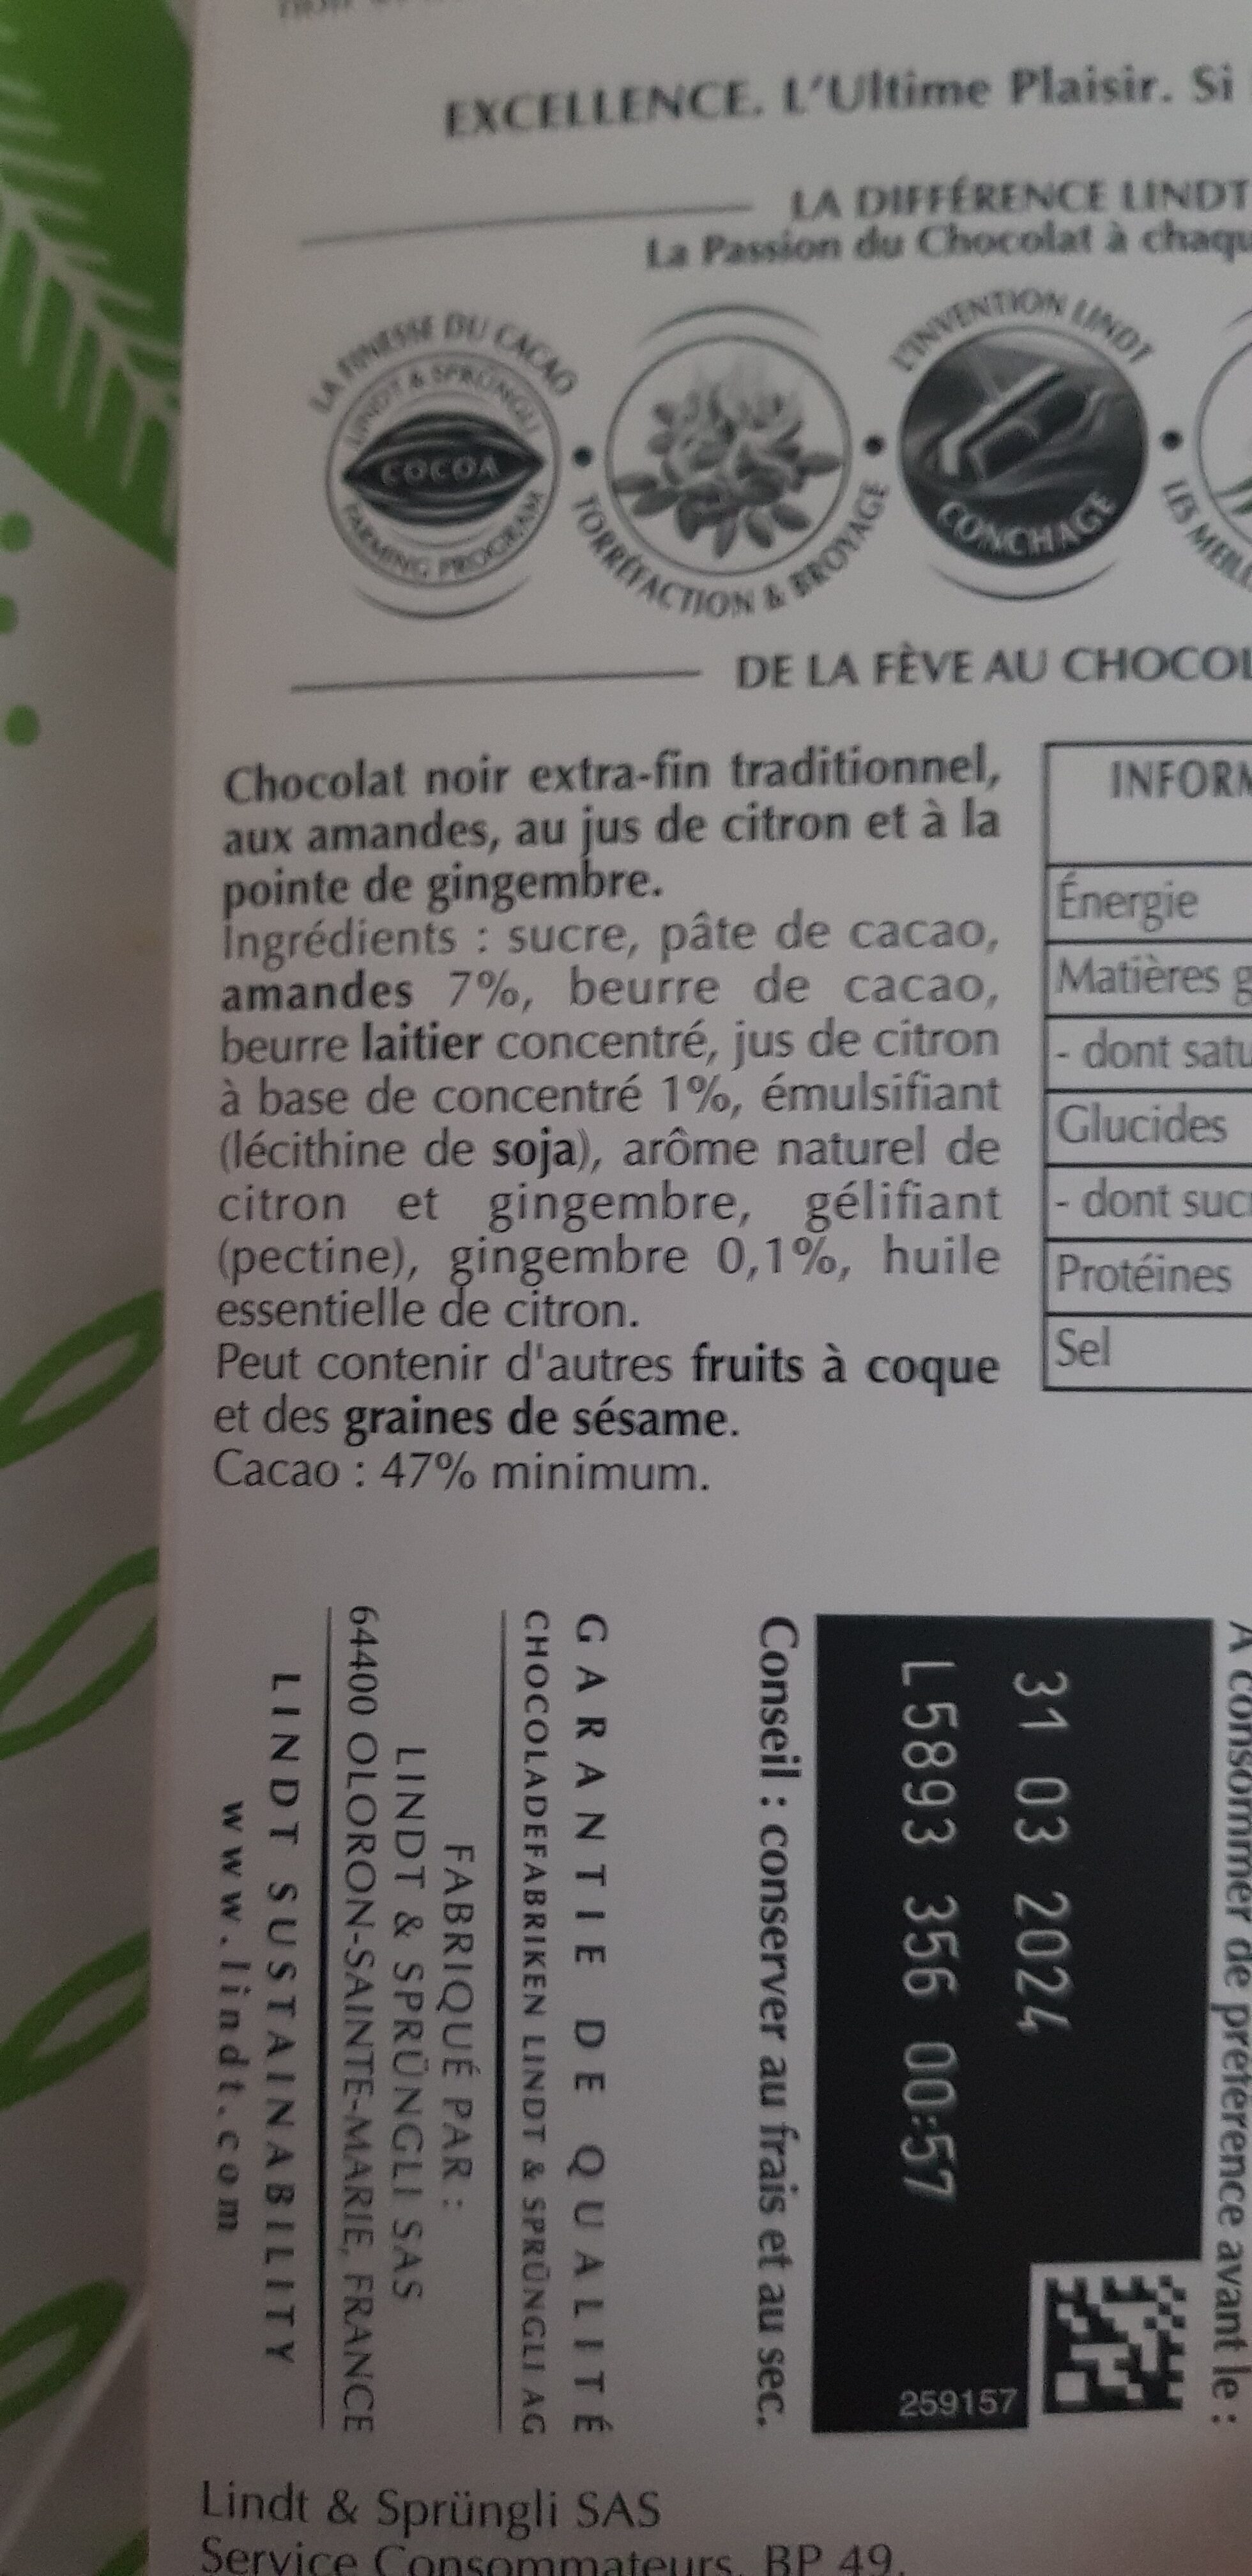 EXCELLENCE. L'Ultime Plaisir. Si
LA DIFFÉRENCE LINDT
La Passion du Chocolat à chaqu
LA FINESSE DU CACAO
LINDT & SPRÜNGLI
COCOA
FARMING PROGRAM
TORRÉFACTION & BROYAGE
L'INVENTION LINDT
CONCHAGE
LES MEILL
DE LA FÈVE AU CHOCOL
Chocolat noir extra-fin traditionnel,
aux amandes, au jus de citron et à la
pointe de gingembre.
Ingrédients : sucre, pâte de cacao,
amandes 7%, beurre de cacao,
beurre laitier concentré, jus de citron
à base de concentré 1%, émulsifiant
(lécithine de soja), arôme naturel de
citron et gingembre, gélifiant
(pectine), gingembre 0,1%, huile
essentielle de citron.
Peut contenir d'autres fruits à coque
et des graines de sésame.
Cacao : 47% minimum.
INFORM
Énergie
Matières g
- dont satu
Glucides
- dont sucr
Protéines
Sel
A consommer de préférence avant le :
31 03 2024
L5893 356 00:57
259157
Conseil : conserver au frais et au sec.
GARANTIE DE QUALITÉ
CHOCOLADEFABRIKEN LINDT & SPRÜNGLI AG
FABRIQUÉ PAR :
LINDT & SPRÜNGLI SAS
64400 OLORON-SAINTE-MARIE, FRANCE
LINDT SUSTAINABILITY
www.lindt.com
Lindt & Sprüngli SAS
Service Consommateurs, BP 49,